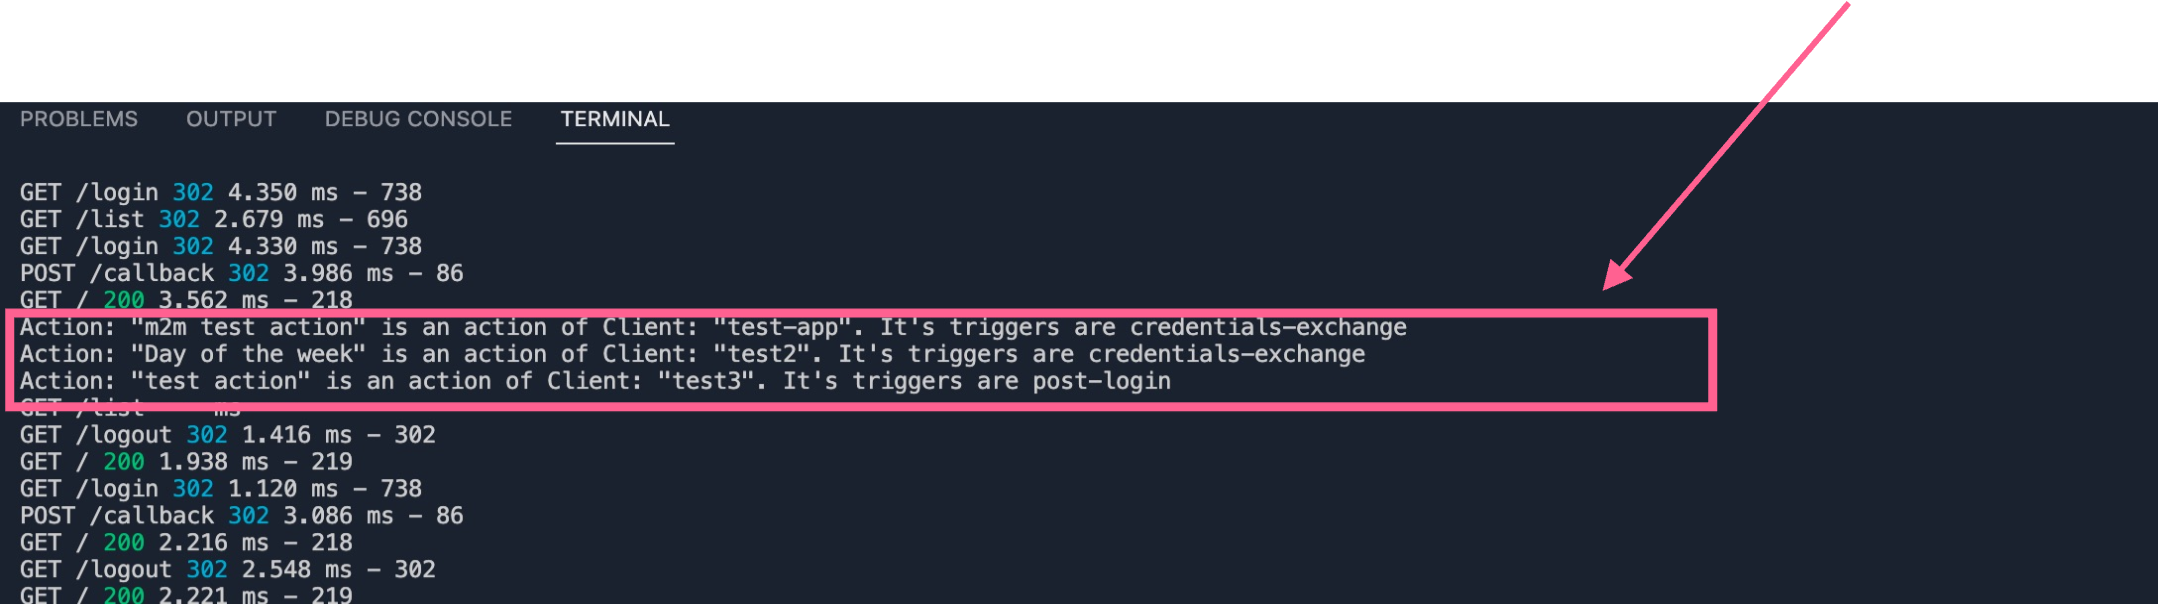 PROBLEMS OUTPUT DEBUG CONSOLE TERMINAL
GET /login 302 4.350 ms - 738
GET /list 302 2.679 ms - 696
GET /login 302 4.330 ms - 738
POST /callback 302 3.986 ms - 86
GET / 200 3.562 ms - 218
Action: "m2m test action" is an action of Client: "test-app". It's triggers are credentials-exchange
Action: "Day of the week" is an action of Client: "test2". It's triggers are credentials-exchange
Action: "test action" is an action of Client: "test3". It's triggers are post-login
GET /list - - ms - -
GET /logout 302 1.416 ms - 302
GET / 200 1.938 ms - 219
GET /login 302 1.120 ms - 738
POST /callback 302 3.086 ms - 86
GET / 200 2.216 ms - 218
GET /logout 302 2.548 ms - 302
GET / 200 2.221 ms - 219